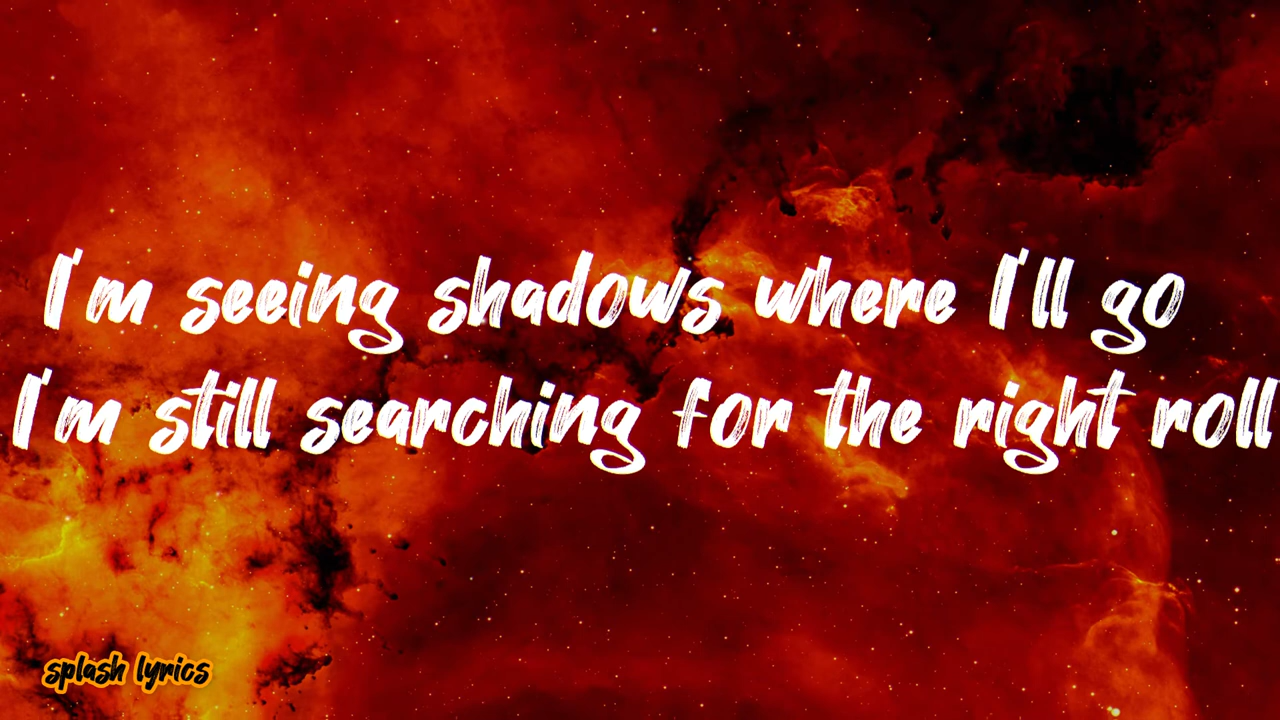 I'm seeing shadows where I'll go
I'm still searching for the right roll
splash lyrics